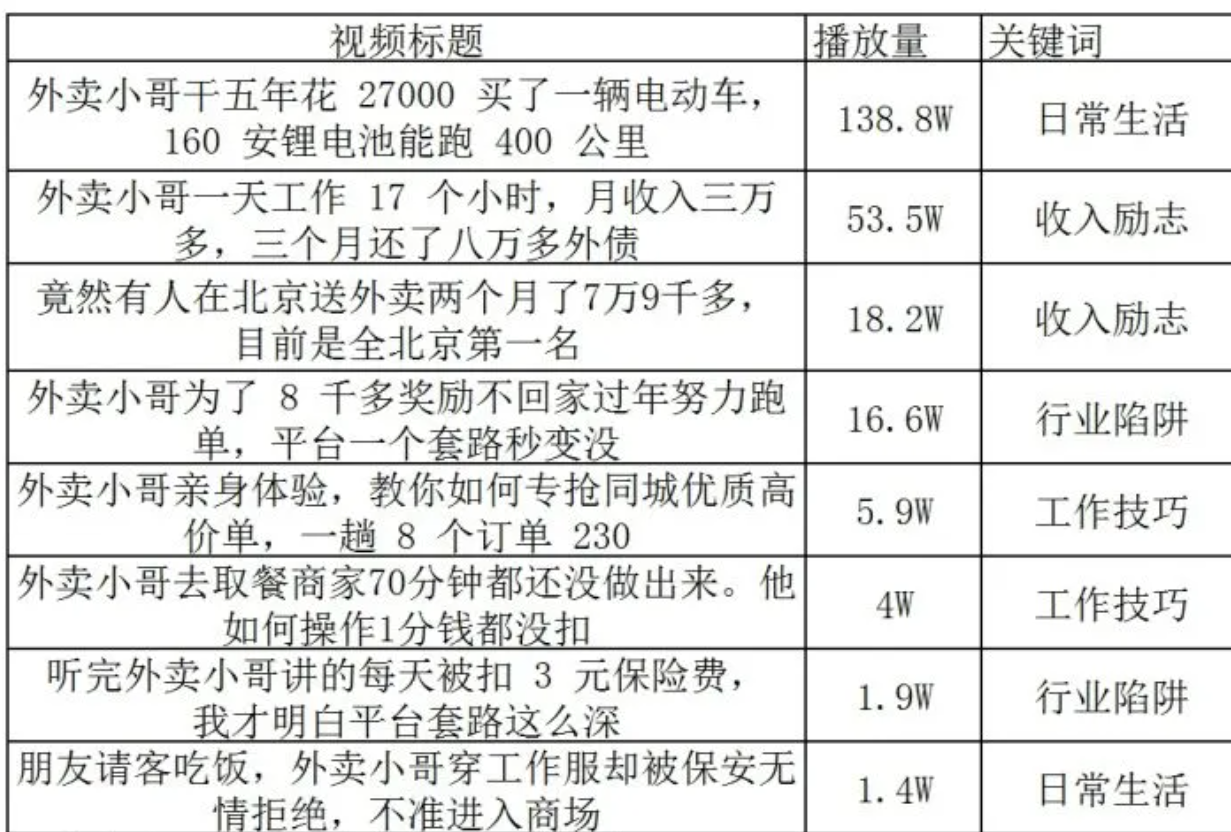 视频标题 播放量 关键词
外卖小哥干五年花 27000 买了一辆电动车，
160 安锂电池能跑 400 公里
138.8W 日常生活
外卖小哥一天工作 17 个小时，月收入三万
多，三个月还了八万多外债
53.5W 收入励志
竟然有人在北京送外卖两个月了7万9千多，
目前是全北京第一名
18.2W 收入励志
外卖小哥为了 8 千多奖励不回家过年努力跑
单，平台一个套路秒变没
16.6W 行业陷阱
外卖小哥亲身体验，教你如何专抢同城优质高
价单，一趟 8 个订单 230
5.9W 工作技巧
外卖小哥去取餐商家70分钟都还没做出来。他
如何操作1分钱都没扣
4W 工作技巧
听完外卖小哥讲的每天被扣 3 元保险费，
我才明白平台套路这么深
1.9W 行业陷阱
朋友请客吃饭，外卖小哥穿工作服却被保安无
情拒绝，不准进入商场
1.4W 日常生活